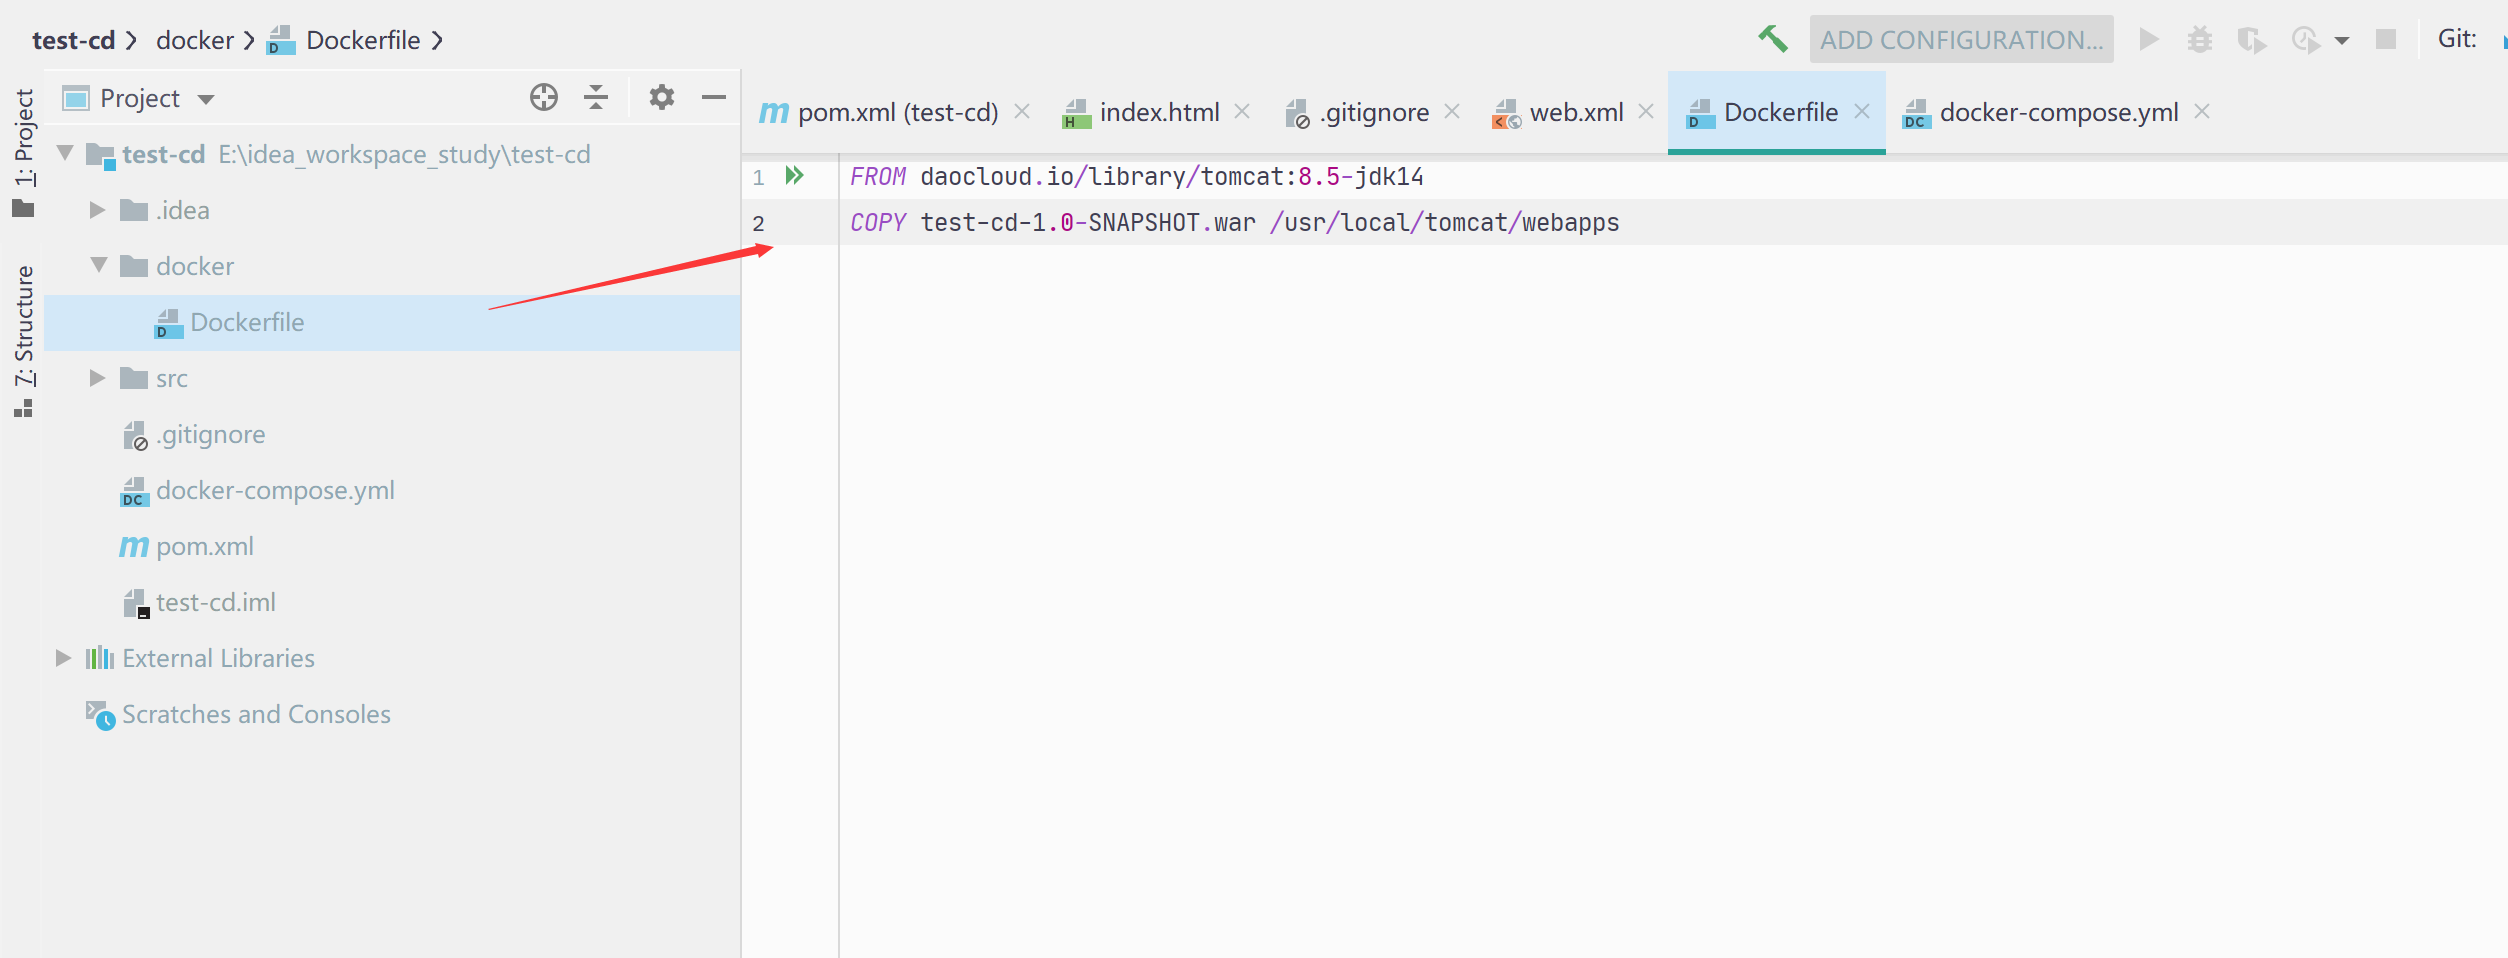 test-cd docker Dockerfile
ADD CONFIGURATION... Git:
1: Project
7: Structure
Project
test-cd E:\idea_workspace_study\test-cd
.idea
docker
Dockerfile
src
.gitignore
docker-compose.yml
pom.xml
test-cd.iml
External Libraries
Scratches and Consoles
pom.xml (test-cd) index.html .gitignore web.xml Dockerfile docker-compose.yml
1 FROM daocloud.io/library/tomcat:8.5-jdk14
2 COPY test-cd-1.0-SNAPSHOT.war /usr/local/tomcat/webapps